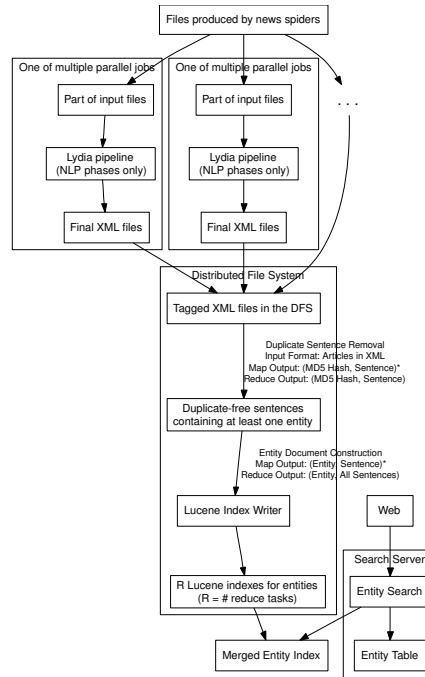 Files produced by news spiders
One of multiple parallel jobs
One of multiple parallel jobs
Part of input files
Part of input files
. . .
Lydia pipeline
(NLP phases only)
Lydia pipeline
(NLP phases only)
Final XML files
Final XML files
Distributed File System
Tagged XML files in the DFS
Duplicate Sentence Removal
Input Format: Articles in XML
Map Output: (MD5 Hash, Sentence)*
Reduce Output: (MD5 Hash, Sentence)
Duplicate-free sentences
containing at least one entity
Entity Document Construction
Map Output: (Entity, Sentence)*
Reduce Output: (Entity, All Sentences)
Lucene Index Writer
Web
Search Server
R Lucene indexes for entities
(R = # reduce tasks)
Entity Search
Merged Entity Index
Entity Table